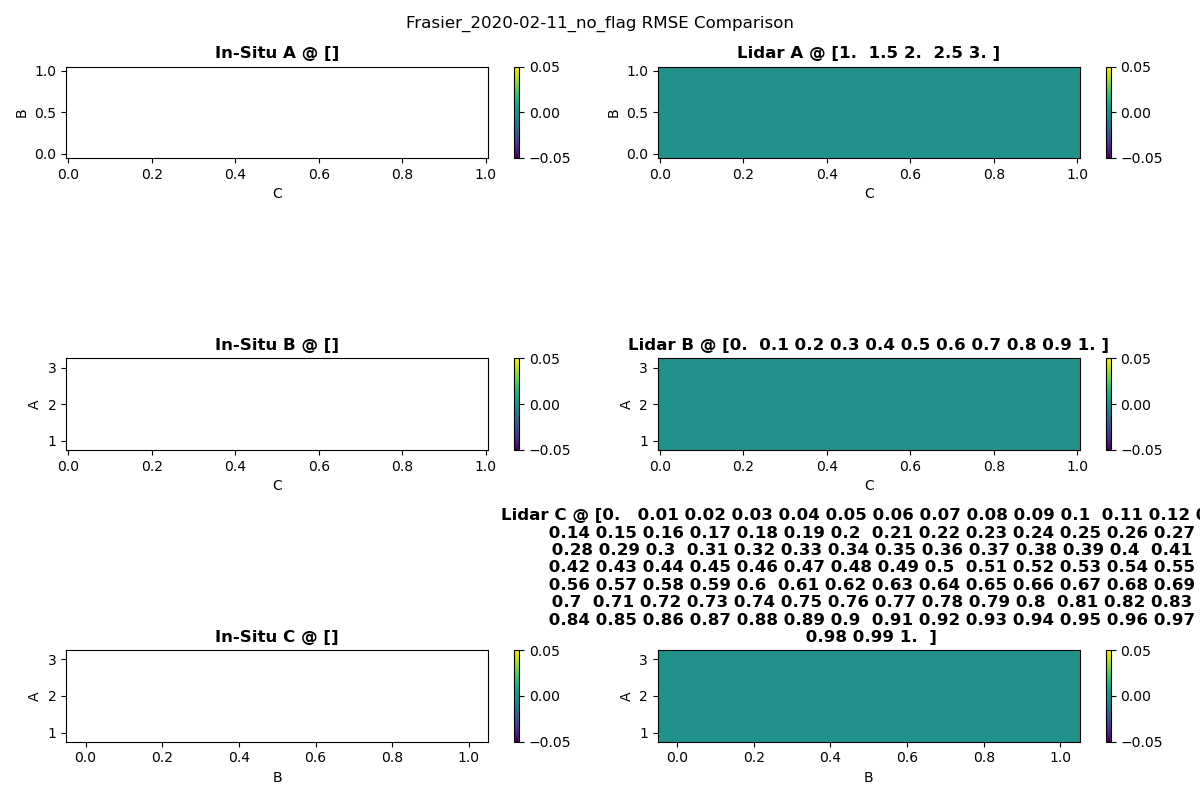 Frasier_2020-02-11_no_flag RMSE Comparison
In-Situ A @ []
1.0
0.5
0.0
B
0.0 0.2 0.4 0.6 0.8 1.0
C
0.05
0.00
−0.05
Lidar A @ [1.  1.5 2.  2.5 3. ]
1.0
0.5
0.0
B
0.0 0.2 0.4 0.6 0.8 1.0
C
0.05
0.00
−0.05
In-Situ B @ []
3
2
1
A
0.0 0.2 0.4 0.6 0.8 1.0
C
0.05
0.00
−0.05
Lidar B @ [0.  0.1 0.2 0.3 0.4 0.5 0.6 0.7 0.8 0.9 1. ]
3
2
1
A
0.0 0.2 0.4 0.6 0.8 1.0
C
0.05
0.00
−0.05
In-Situ C @ []
3
2
1
A
0.0 0.2 0.4 0.6 0.8 1.0
B
0.05
0.00
−0.05
Lidar C @ [0.   0.01 0.02 0.03 0.04 0.05 0.06 0.07 0.08 0.09 0.1  0.11 0.12
0.14 0.15 0.16 0.17 0.18 0.19 0.2  0.21 0.22 0.23 0.24 0.25 0.26 0.27
0.28 0.29 0.3  0.31 0.32 0.33 0.34 0.35 0.36 0.37 0.38 0.39 0.4  0.41
0.42 0.43 0.44 0.45 0.46 0.47 0.48 0.49 0.5  0.51 0.52 0.53 0.54 0.55
0.56 0.57 0.58 0.59 0.6  0.61 0.62 0.63 0.64 0.65 0.66 0.67 0.68 0.69
0.7  0.71 0.72 0.73 0.74 0.75 0.76 0.77 0.78 0.79 0.8  0.81 0.82 0.83
0.84 0.85 0.86 0.87 0.88 0.89 0.9  0.91 0.92 0.93 0.94 0.95 0.96 0.97
0.98 0.99 1.  ]
3
2
1
A
0.0 0.2 0.4 0.6 0.8 1.0
B
0.05
0.00
−0.05